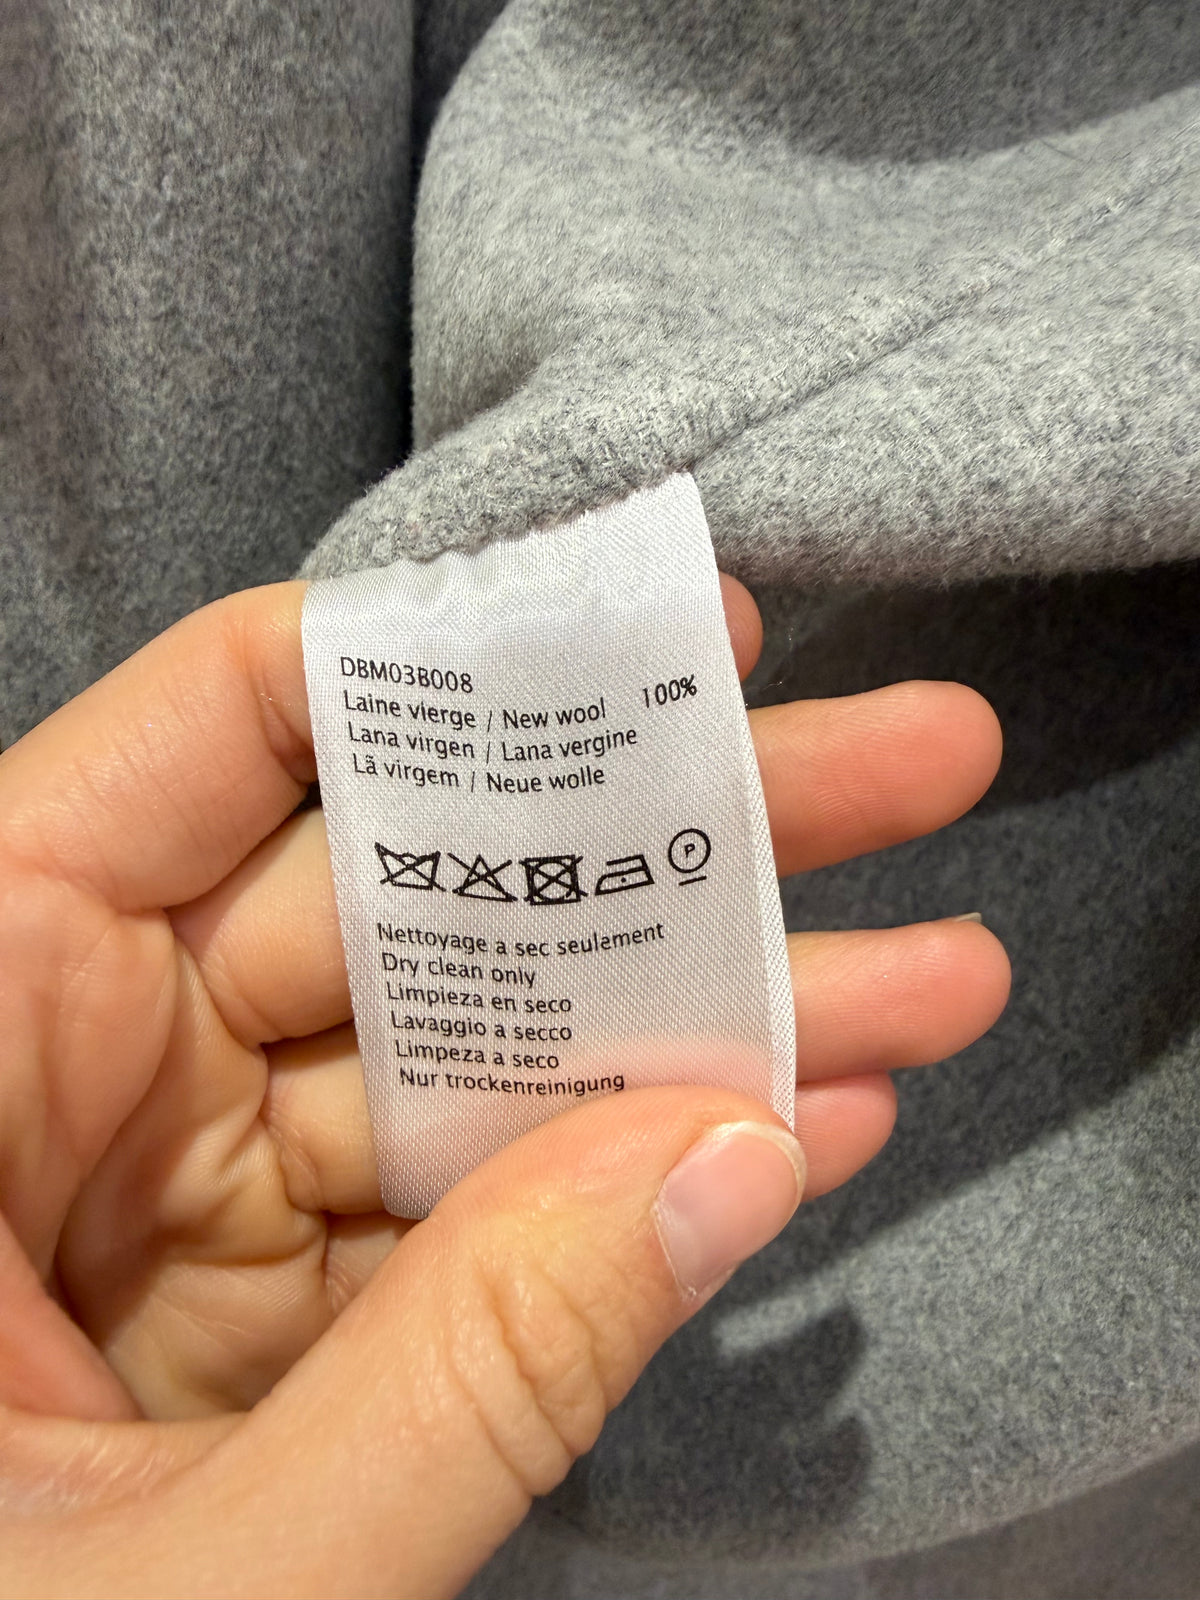 DBM03B008
Laine vierge / New wool 100%
Lana virgen / Lana vergine
Lã virgem / Neue wolle
P
Nettoyage a sec seulement
Dry clean only
Limpieza en seco
Lavaggio a secco
Limpeza a seco
Nur trockenreinigung